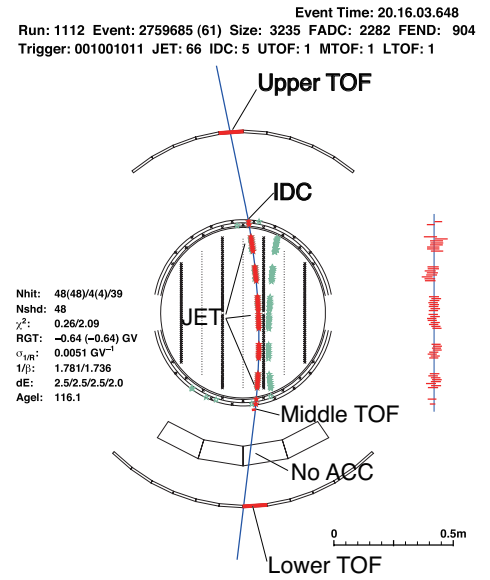 Event Time: 20.16.03.648
Run: 1112 Event: 2759685 (61) Size: 3235 FADC: 2282 FEND: 904
Trigger: 001001011 JET: 66 IDC: 5 UTOF: 1 MTOF: 1 LTOF: 1
Upper TOF
IDC
Nhit: 48(48)/4(4)/39
Nshd: 48
χ²: 0.26/2.09
RGT: −0.64 (−0.64) GV
σ1/R: 0.0051 GV⁻¹
1/β: 1.781/1.736
dE: 2.5/2.5/2.5/2.0
Agel: 116.1
JET
Middle TOF
No ACC
0 0.5m
Lower TOF